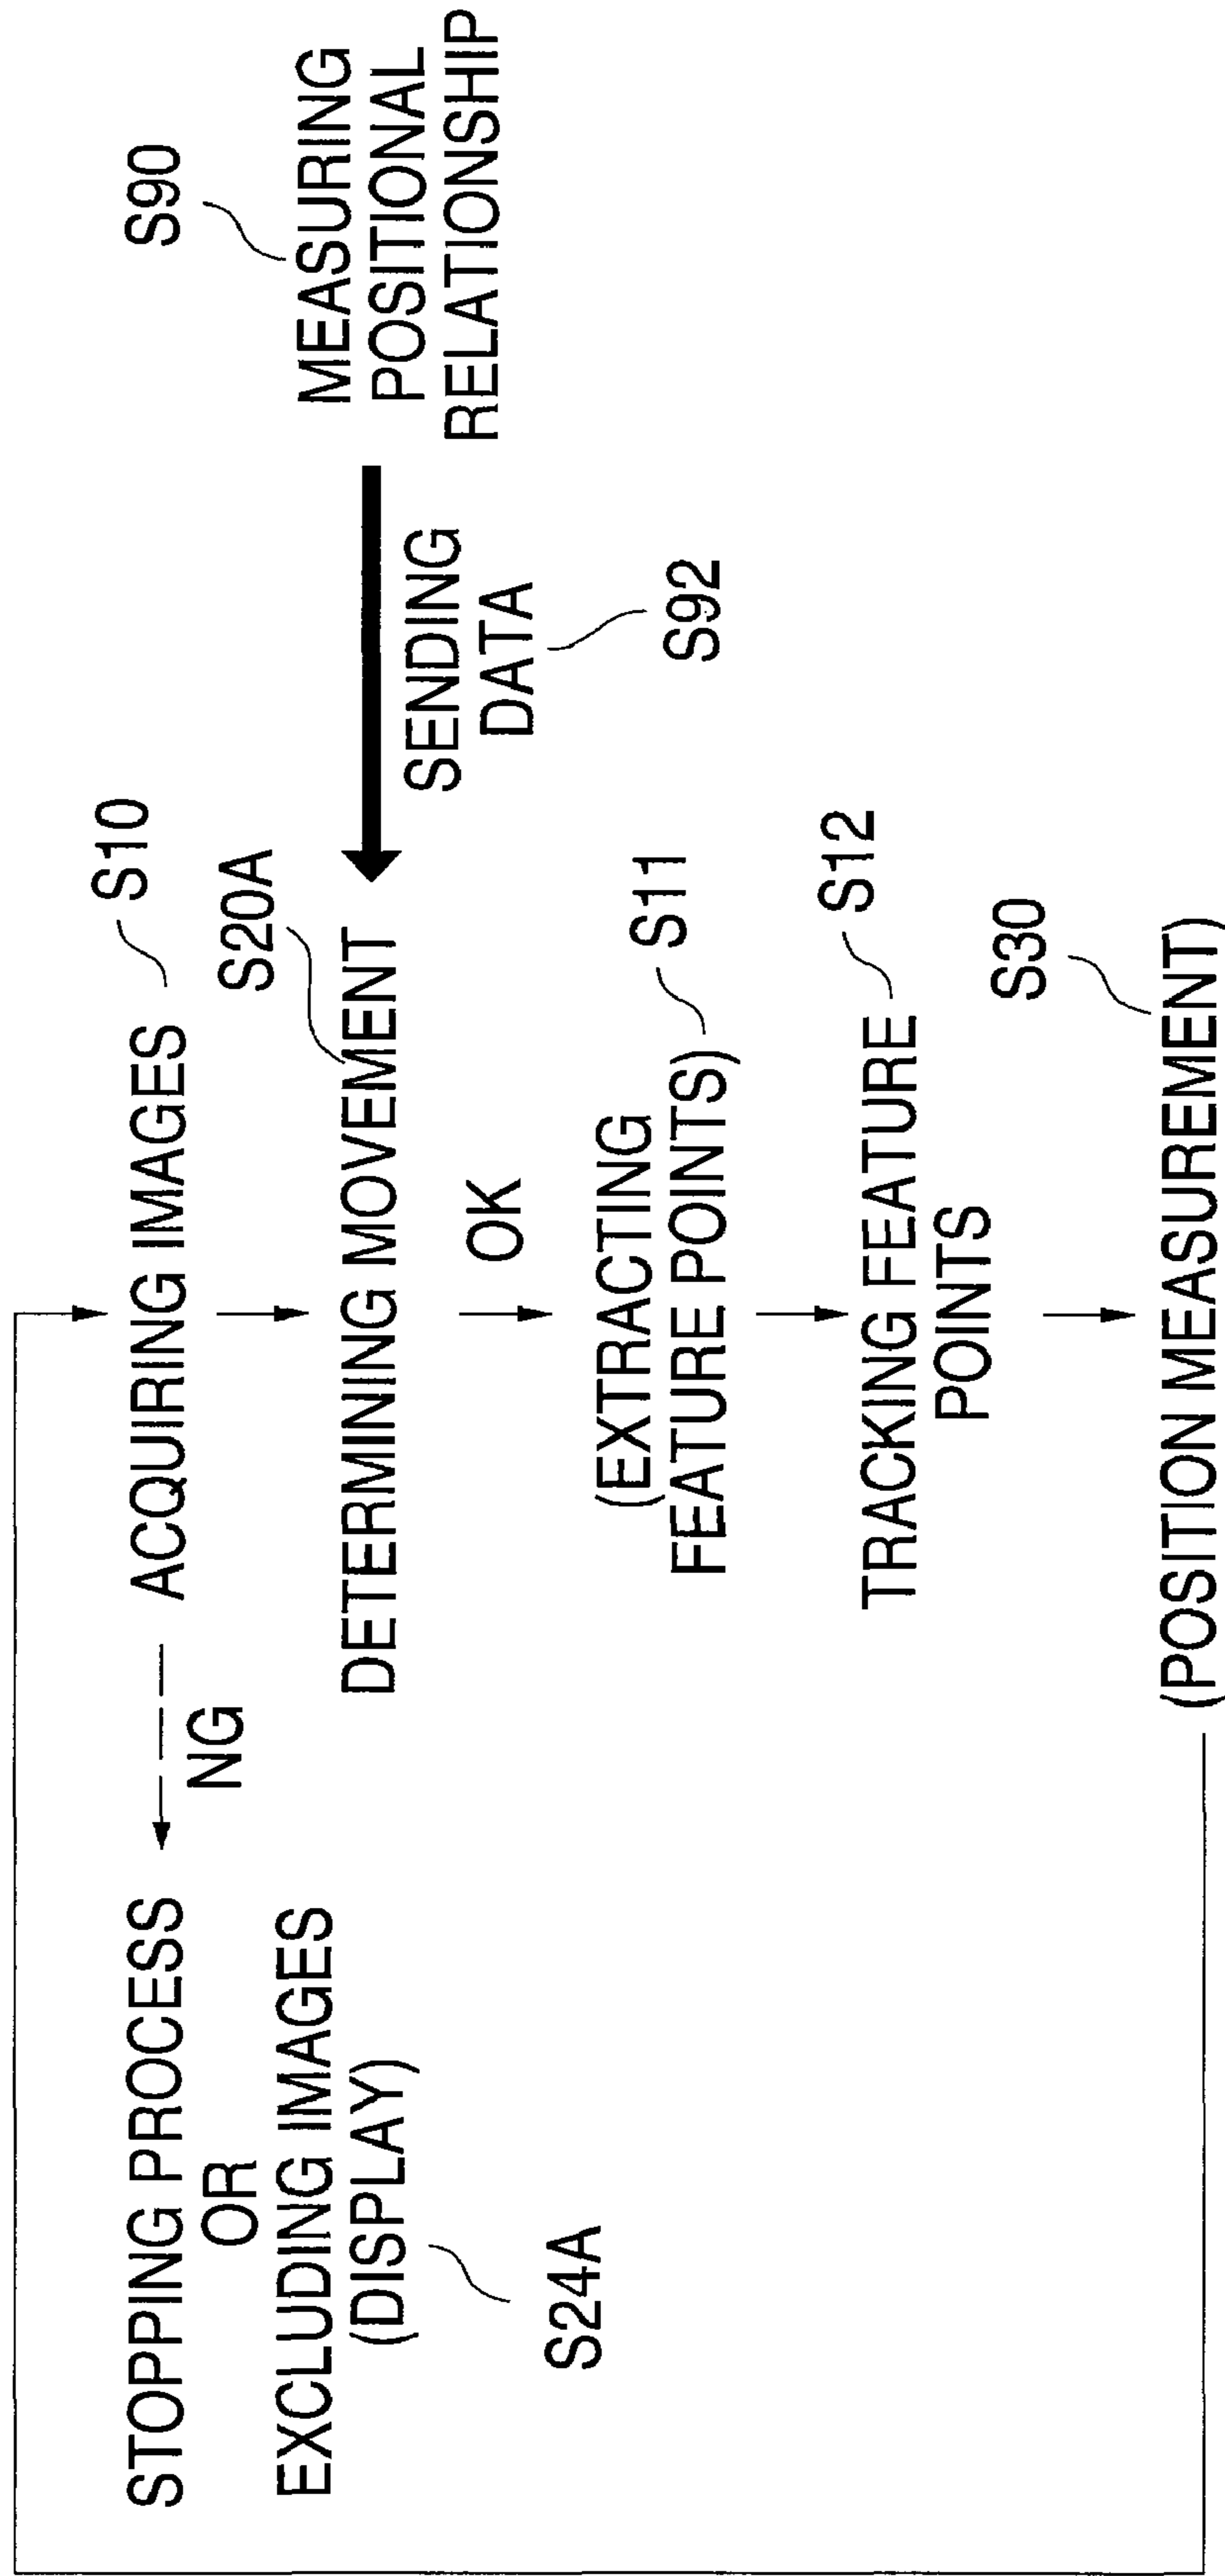 S10
STOPPING PROCESS
OR
EXCLUDING IMAGES
(DISPLAY)
S24A
NG
ACQUIRING IMAGES
S20A
DETERMINING MOVEMENT
SENDING
DATA
S92
S90
MEASURING
POSITIONAL
RELATIONSHIP
OK
(EXTRACTING
FEATURE POINTS)
S11
TRACKING FEATURE
POINTS
S12
S30
(POSITION MEASUREMENT)